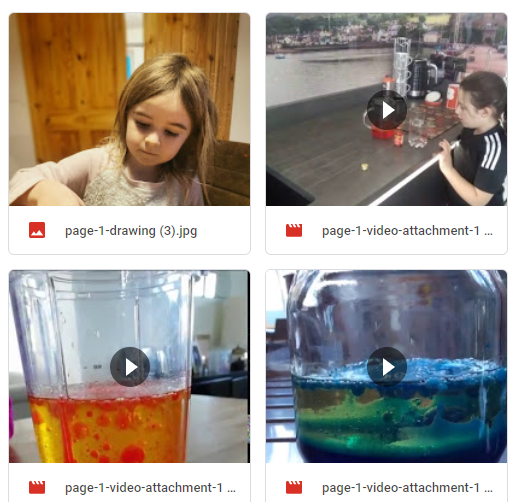 page-1-drawing (3).jpg
page-1-video-attachment-1 ...
page-1-video-attachment-1 ...
page-1-video-attachment-1 ...